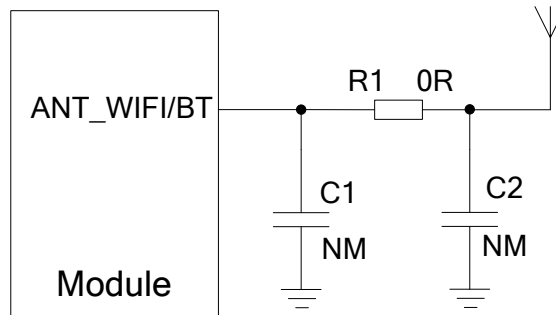 R1 0R
ANT_WIFI/BT
C1
C2
NM
NM
Module